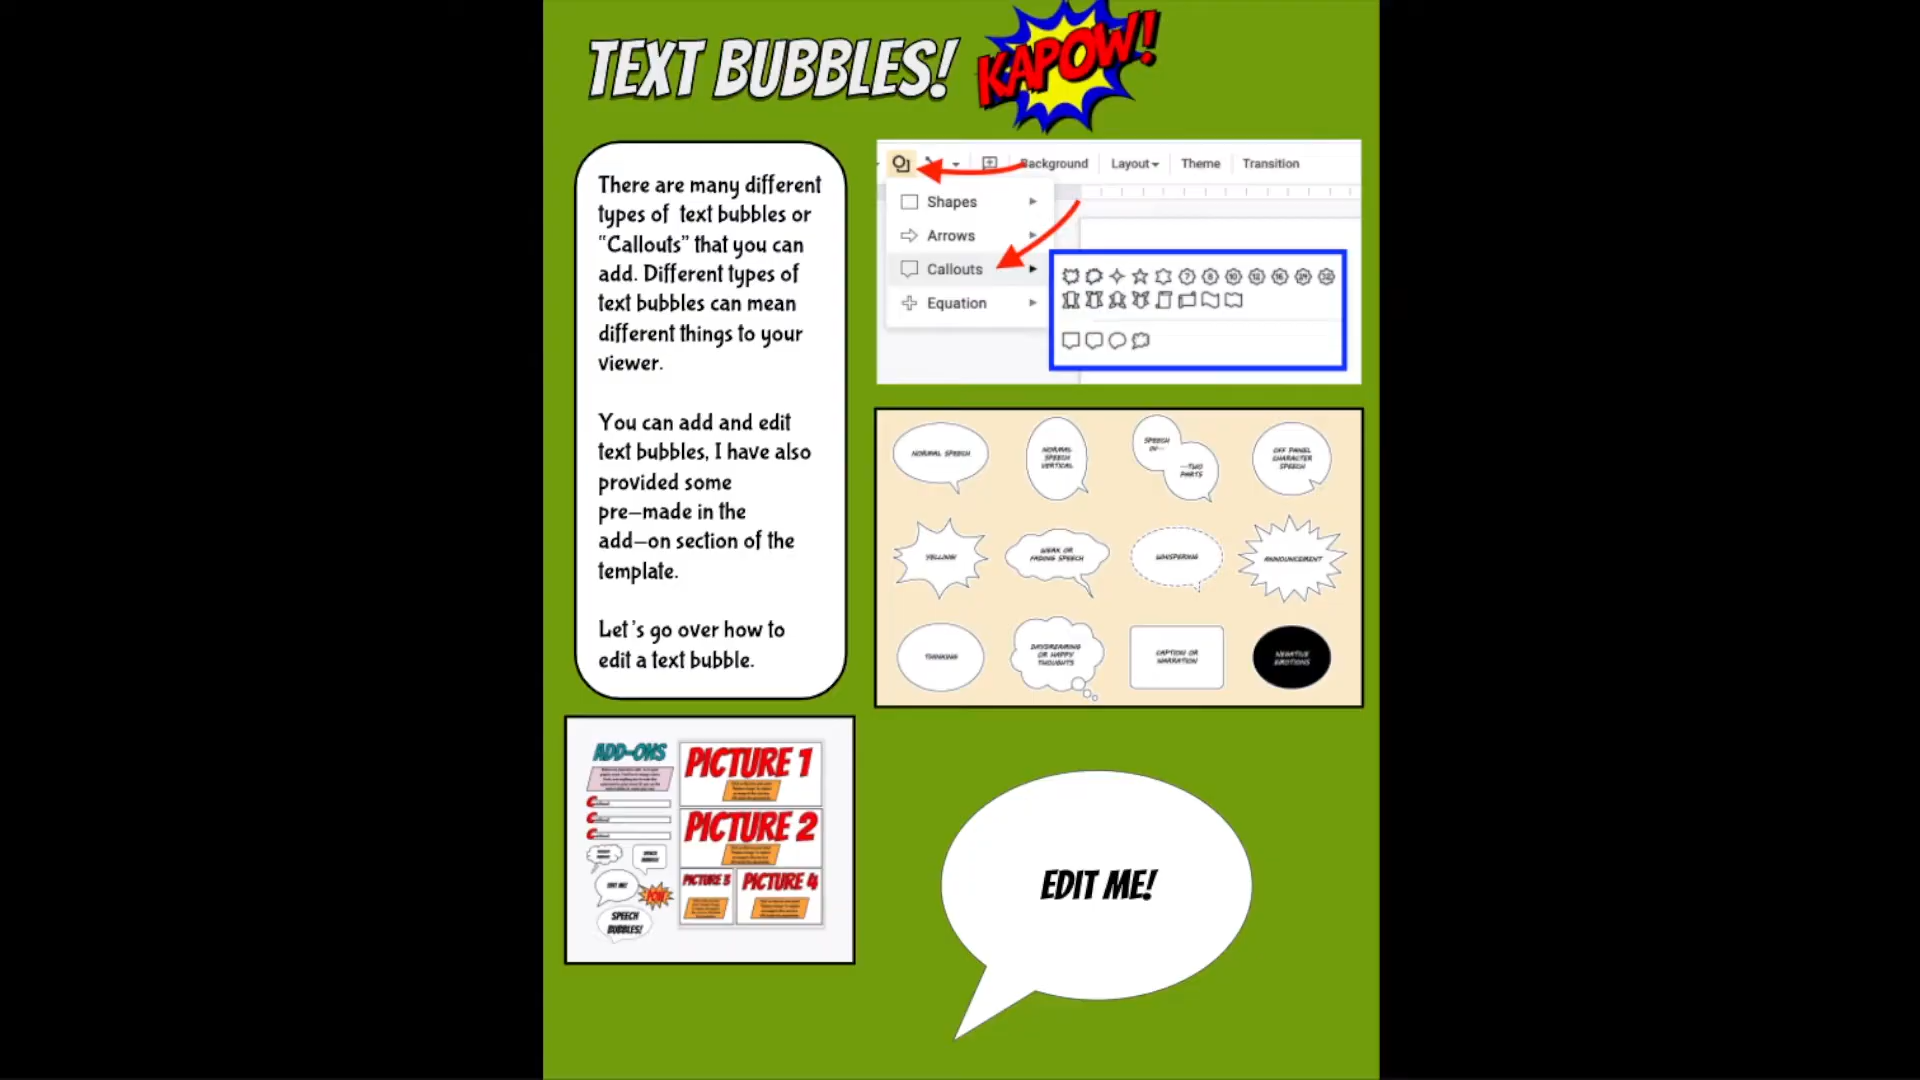 TEXT BUBBLES!
KAPOW!
There are many different
types of text bubbles or
"Callouts" that you can
add. Different types of
text bubbles can mean
different things to your
viewer.
You can add and edit
text bubbles, I have also
provided some
pre-made in the
add-on section of the
template.
Let's go over how to
edit a text bubble.
Background Layout Theme Transition
Shapes
Arrows
Callouts
Equation
NORMAL SPEECH
NORMAL
SPEECH
VERTICAL
SPEECH
IN--
--TWO
PARTS
OFF PANEL
CHARACTER
SPEECH
YELLING!
WEAK OR
FADING SPEECH
WHISPERING
ANNOUNCEMENT
THINKING
DAYDREAMING
OR HAPPY
THOUGHTS
CAPTION OR
NARRATION
NEGATIVE
EMOTIONS
ADD-ONS
EDIT ME!
POW
SPEECH
BUBBLES!
PICTURE 1
PICTURE 2
PICTURE 3
PICTURE 4
EDIT ME!